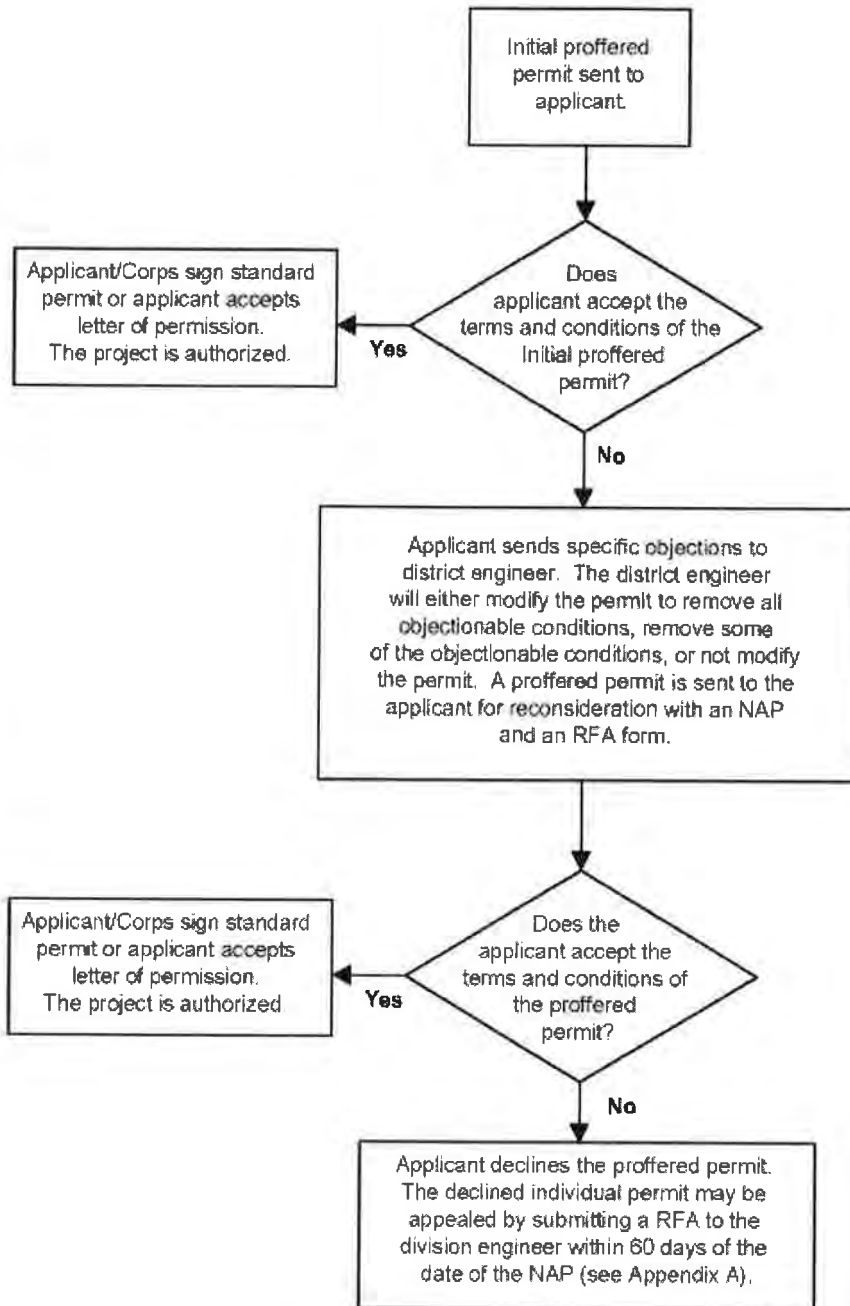 Initial proffered
permit sent to
applicant.
Does
applicant accept the
terms and conditions of the
Initial proffered
permit?
Yes
Applicant/Corps sign standard
permit or applicant accepts
letter of permission.
The project is authorized.
No
Applicant sends specific objections to
district engineer. The district engineer
will either modify the permit to remove all
objectionable conditions, remove some
of the objectionable conditions, or not modify
the permit. A proffered permit is sent to the
applicant for reconsideration with an NAP
and an RFA form.
Does the
applicant accept the
terms and conditions of
the proffered
permit?
Yes
Applicant/Corps sign standard
permit or applicant accepts
letter of permission.
The project is authorized
No
Applicant declines the proffered permit.
The declined individual permit may be
appealed by submitting a RFA to the
division engineer within 60 days of the
date of the NAP (see Appendix A).